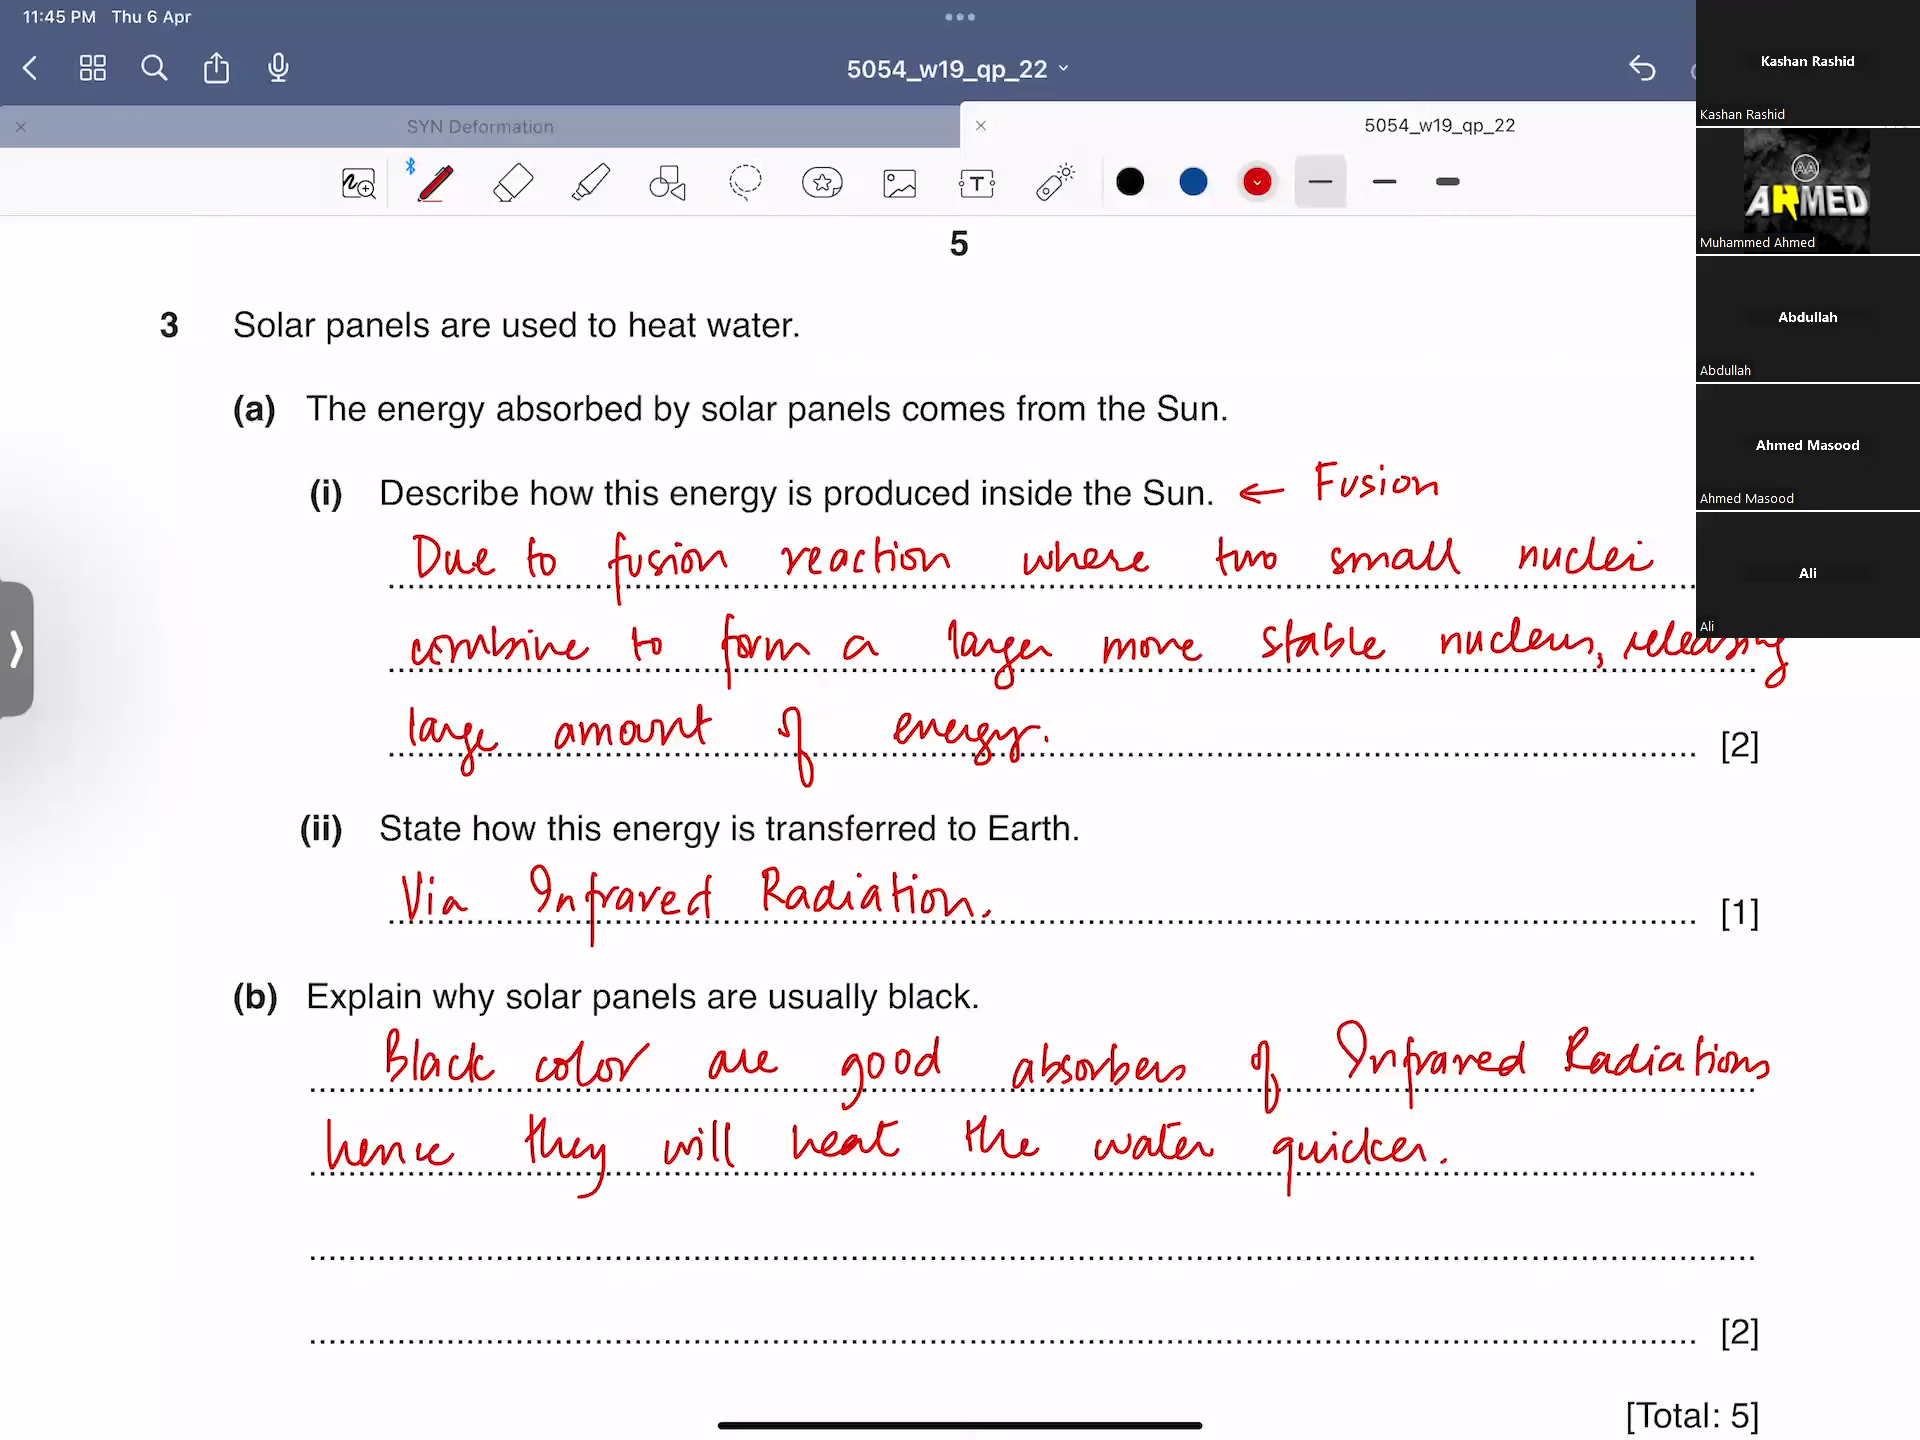 11:45 PM Thu 6 Apr
5054_w19_qp_22
SYN Deformation
5054_w19_qp_22
T
Kashan Rashid
Kashan Rashid
AA
AHMED
Muhammed Ahmed
Abdullah
Abdullah
Ahmed Masood
Ahmed Masood
Ali
Ali
5
3 Solar panels are used to heat water.
(a) The energy absorbed by solar panels comes from the Sun.
(i) Describe how this energy is produced inside the Sun. ← Fusion
Due to fusion reaction where two small nuclei
combine to form a larger more stable nucleus, releasing
large amount of energy. [2]
(ii) State how this energy is transferred to Earth.
Via Infrared Radiation. [1]
(b) Explain why solar panels are usually black.
Black color are good absorbers of Infrared Radiations
hence they will heat the water quicker.
[2]
[Total: 5]